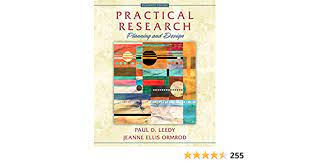 PRACTICAL
RESEARCH
Planning and Design
PAUL D. LEEDY
JEANNE ELLIS ORMROD
255